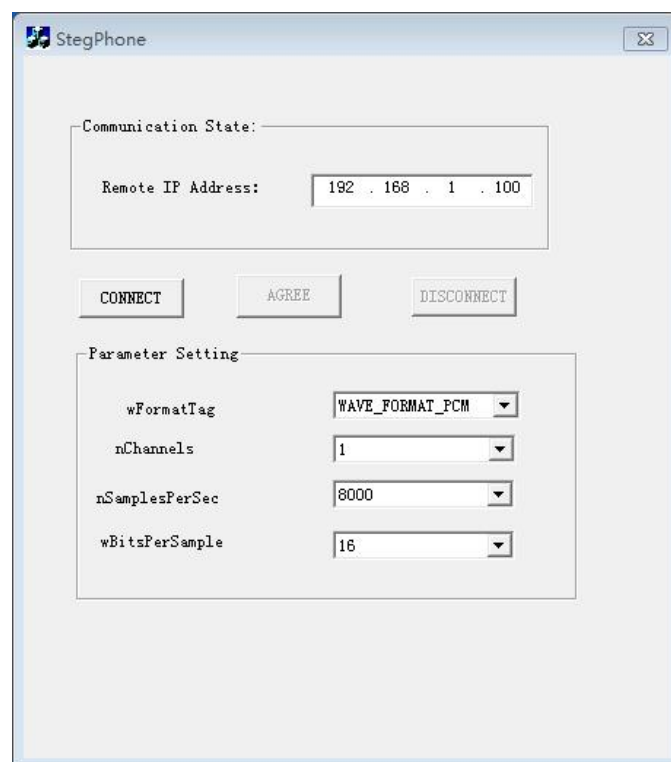 StegPhone
Communication State:
Remote IP Address: 192 . 168 . 1 . 100
CONNECT AGREE DISCONNECT
Parameter Setting
wFormatTag WAVE_FORMAT_PCM
nChannels 1
nSamplesPerSec 8000
wBitsPerSample 16